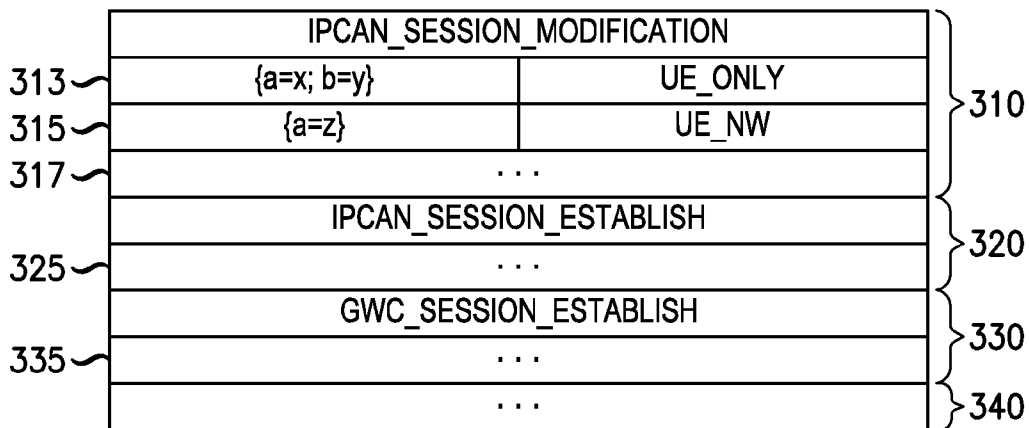 IPCAN_SESSION_MODIFICATION
313 {a=x; b=y} UE_ONLY
310
315 {a=z} UE_NW
317 . . .
IPCAN_SESSION_ESTABLISH
320
325 . . .
GWC_SESSION_ESTABLISH
330
335 . . .
. . . 340